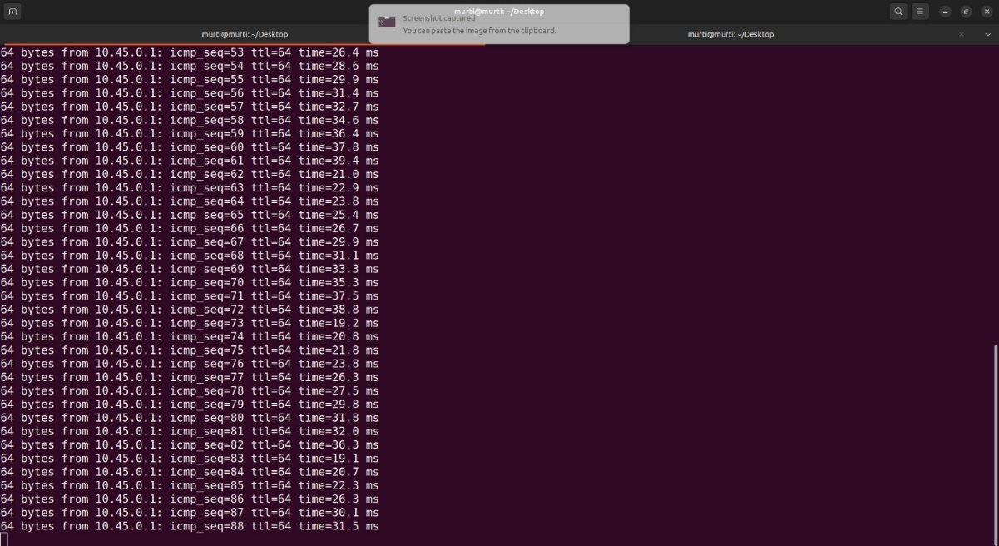 murti@murti: ~/Desktop
Screenshot captured
You can paste the image from the clipboard.
murti@murti: ~/Desktop
murti@murti: ~/Desktop
64 bytes from 10.45.0.1: icmp_seq=53 ttl=64 time=26.4 ms
64 bytes from 10.45.0.1: icmp_seq=54 ttl=64 time=28.6 ms
64 bytes from 10.45.0.1: icmp_seq=55 ttl=64 time=29.9 ms
64 bytes from 10.45.0.1: icmp_seq=56 ttl=64 time=31.4 ms
64 bytes from 10.45.0.1: icmp_seq=57 ttl=64 time=32.7 ms
64 bytes from 10.45.0.1: icmp_seq=58 ttl=64 time=34.6 ms
64 bytes from 10.45.0.1: icmp_seq=59 ttl=64 time=36.4 ms
64 bytes from 10.45.0.1: icmp_seq=60 ttl=64 time=37.8 ms
64 bytes from 10.45.0.1: icmp_seq=61 ttl=64 time=39.4 ms
64 bytes from 10.45.0.1: icmp_seq=62 ttl=64 time=21.0 ms
64 bytes from 10.45.0.1: icmp_seq=63 ttl=64 time=22.9 ms
64 bytes from 10.45.0.1: icmp_seq=64 ttl=64 time=23.8 ms
64 bytes from 10.45.0.1: icmp_seq=65 ttl=64 time=25.4 ms
64 bytes from 10.45.0.1: icmp_seq=66 ttl=64 time=26.7 ms
64 bytes from 10.45.0.1: icmp_seq=67 ttl=64 time=29.9 ms
64 bytes from 10.45.0.1: icmp_seq=68 ttl=64 time=31.1 ms
64 bytes from 10.45.0.1: icmp_seq=69 ttl=64 time=33.3 ms
64 bytes from 10.45.0.1: icmp_seq=70 ttl=64 time=35.3 ms
64 bytes from 10.45.0.1: icmp_seq=71 ttl=64 time=37.5 ms
64 bytes from 10.45.0.1: icmp_seq=72 ttl=64 time=38.8 ms
64 bytes from 10.45.0.1: icmp_seq=73 ttl=64 time=19.2 ms
64 bytes from 10.45.0.1: icmp_seq=74 ttl=64 time=20.8 ms
64 bytes from 10.45.0.1: icmp_seq=75 ttl=64 time=21.8 ms
64 bytes from 10.45.0.1: icmp_seq=76 ttl=64 time=23.8 ms
64 bytes from 10.45.0.1: icmp_seq=77 ttl=64 time=26.3 ms
64 bytes from 10.45.0.1: icmp_seq=78 ttl=64 time=27.5 ms
64 bytes from 10.45.0.1: icmp_seq=79 ttl=64 time=29.8 ms
64 bytes from 10.45.0.1: icmp_seq=80 ttl=64 time=31.8 ms
64 bytes from 10.45.0.1: icmp_seq=81 ttl=64 time=32.0 ms
64 bytes from 10.45.0.1: icmp_seq=82 ttl=64 time=36.3 ms
64 bytes from 10.45.0.1: icmp_seq=83 ttl=64 time=19.1 ms
64 bytes from 10.45.0.1: icmp_seq=84 ttl=64 time=20.7 ms
64 bytes from 10.45.0.1: icmp_seq=85 ttl=64 time=22.3 ms
64 bytes from 10.45.0.1: icmp_seq=86 ttl=64 time=26.3 ms
64 bytes from 10.45.0.1: icmp_seq=87 ttl=64 time=30.1 ms
64 bytes from 10.45.0.1: icmp_seq=88 ttl=64 time=31.5 ms